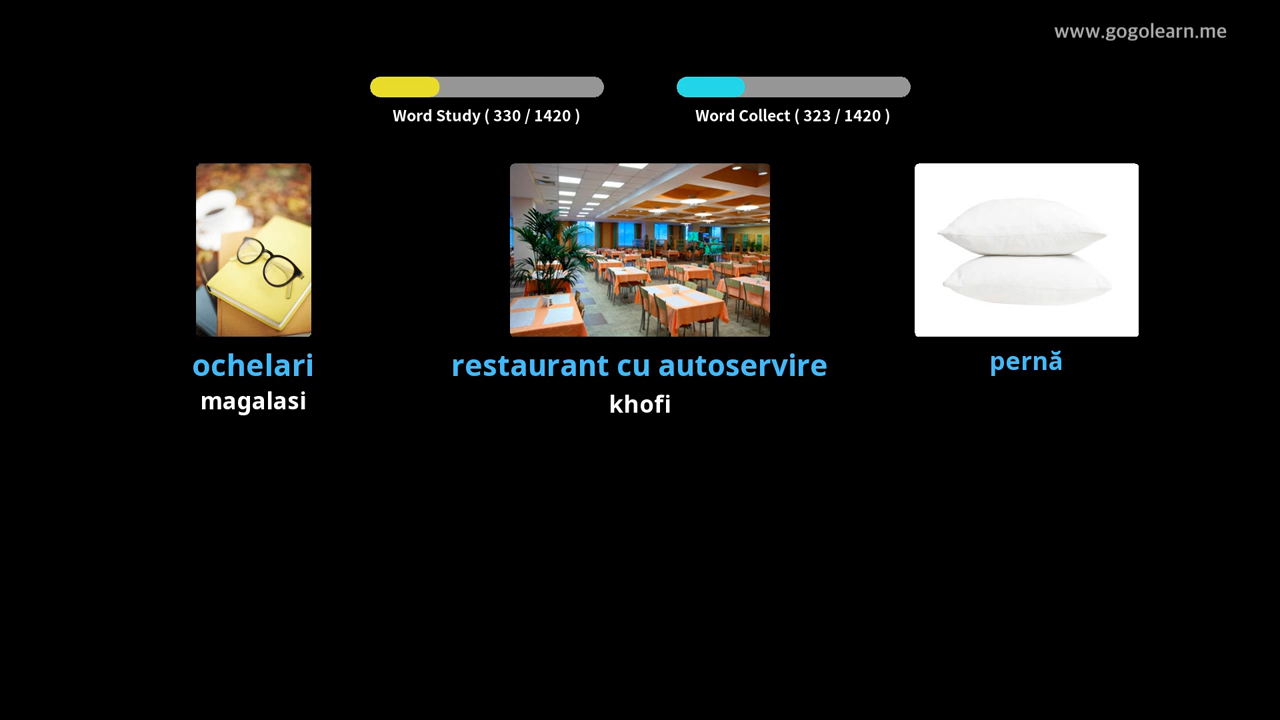 www.gogolearn.me
Word Study ( 330 / 1420 )
Word Collect ( 323 / 1420 )
ochelari
magalasi
restaurant cu autoservire
khofi
pernă